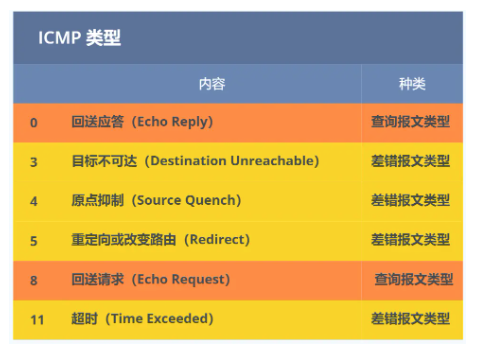 ICMP 类型
内容 种类
0 回送应答（Echo Reply） 查询报文类型
3 目标不可达（Destination Unreachable） 差错报文类型
4 原点抑制（Source Quench） 差错报文类型
5 重定向或改变路由（Redirect） 差错报文类型
8 回送请求（Echo Request） 查询报文类型
11 超时（Time Exceeded） 差错报文类型